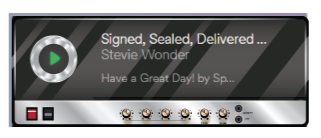 Signed, Sealed, Delivered ...
Stevie Wonder
Have a Great Day! by Sp...